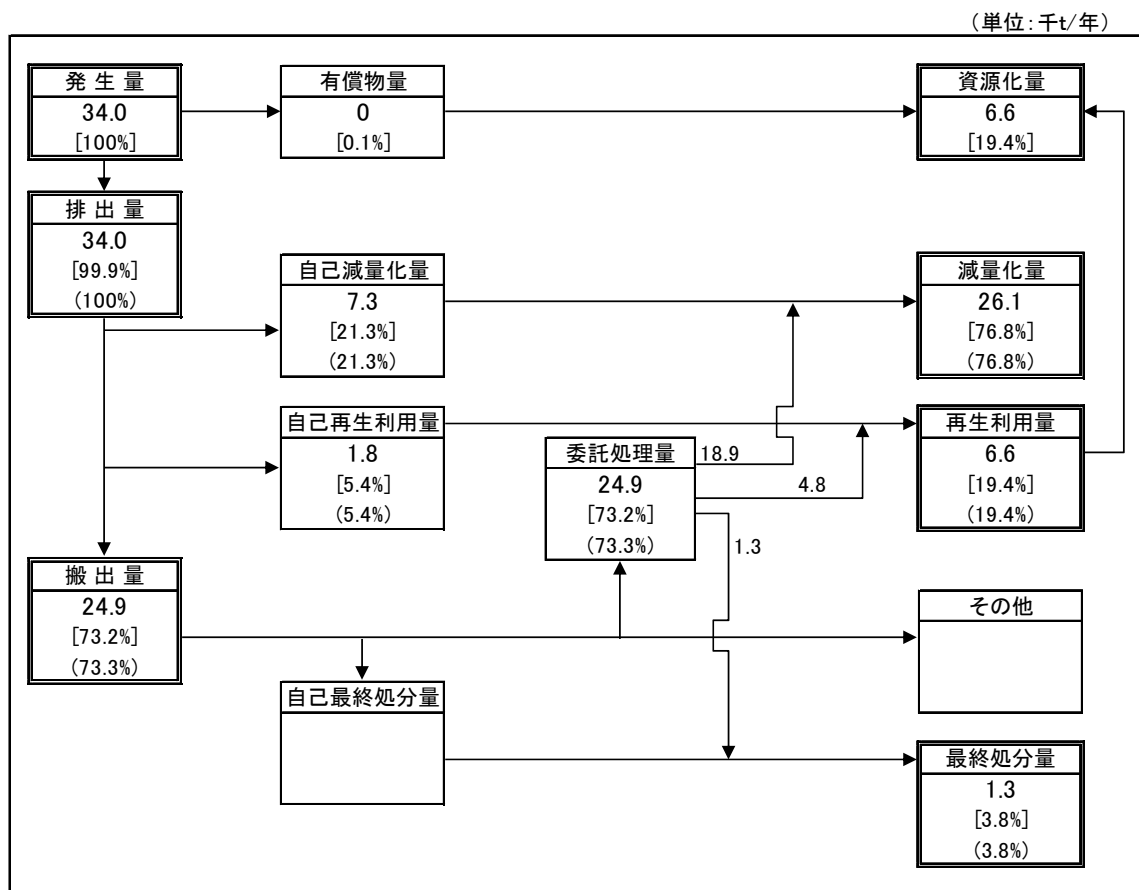 （単位：千t/年）
発生量
34.0
[100%]
有償物量
0
[0.1%]
資源化量
6.6
[19.4%]
排出量
34.0
[99.9%]
(100%)
自己減量化量
7.3
[21.3%]
(21.3%)
減量化量
26.1
[76.8%]
(76.8%)
自己再生利用量
1.8
[5.4%]
(5.4%)
委託処理量
24.9
[73.2%]
(73.3%)
18.9
4.8
1.3
再生利用量
6.6
[19.4%]
(19.4%)
搬出量
24.9
[73.2%]
(73.3%)
その他
自己最終処分量
最終処分量
1.3
[3.8%]
(3.8%)